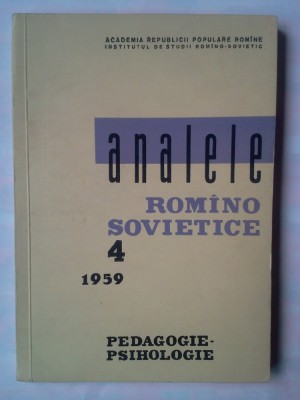 ACADEMIA REPUBLICII POPULARE ROMÎNE
INSTITUTUL DE STUDII ROMÎNO-SOVIETIC
analele
ROMÎNO
SOVIETICE
4
1959
PEDAGOGIE-
PSIHOLOGIE